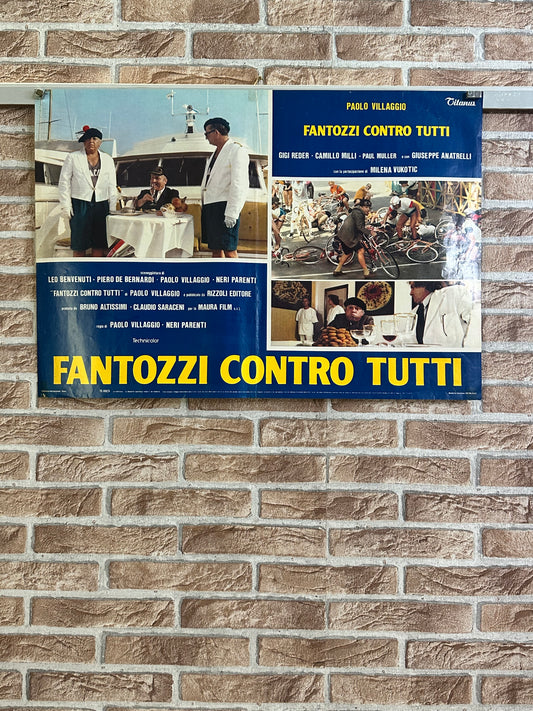 PAOLO VILLAGGIO
Titanus
FANTOZZI CONTRO TUTTI
GIGI REDER · CAMILLO MILLI · PAUL MULLER · e con GIUSEPPE ANATRELLI
con la partecipazione di MILENA VUKOTIC
sceneggiatura di
LEO BENVENUTI · PIERO DE BERNARDI · PAOLO VILLAGGIO · NERI PARENTI
"FANTOZZI CONTRO TUTTI" di PAOLO VILLAGGIO è pubblicato da RIZZOLI EDITORE
prodotto da BRUNO ALTISSIMI · CLAUDIO SARACENI per la MAURA FILM s.r.l.
regia di PAOLO VILLAGGIO · NERI PARENTI
Technicolor
FANTOZZI CONTRO TUTTI